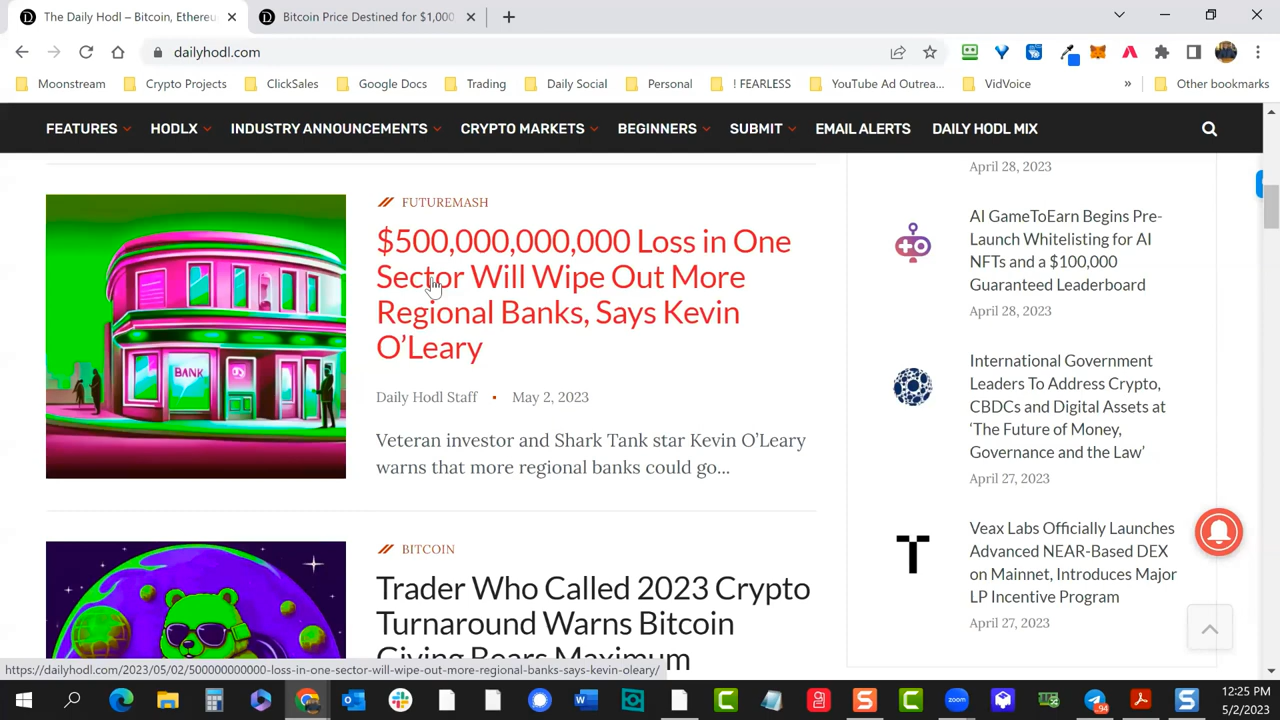 The Daily Hodl – Bitcoin, Ethereu
Bitcoin Price Destined for $1,000
dailyhodl.com
Moonstream
Crypto Projects
ClickSales
Google Docs
Trading
Daily Social
Personal
! FEARLESS
YouTube Ad Outrea...
VidVoice
»
Other bookmarks
FEATURES
HODLX
INDUSTRY ANNOUNCEMENTS
CRYPTO MARKETS
BEGINNERS
SUBMIT
EMAIL ALERTS
DAILY HODL MIX
FUTUREMASH
$500,000,000,000 Loss in One
Sector Will Wipe Out More
Regional Banks, Says Kevin
O’Leary
Daily Hodl Staff ▪ May 2, 2023
Veteran investor and Shark Tank star Kevin O’Leary
warns that more regional banks could go...
BANK
BITCOIN
Trader Who Called 2023 Crypto
Turnaround Warns Bitcoin
Giving Bears Maximum
April 28, 2023
AI GameToEarn Begins Pre-
Launch Whitelisting for AI
NFTs and a $100,000
Guaranteed Leaderboard
April 28, 2023
International Government
Leaders To Address Crypto,
CBDCs and Digital Assets at
‘The Future of Money,
Governance and the Law’
April 27, 2023
Veax Labs Officially Launches
Advanced NEAR-Based DEX
on Mainnet, Introduces Major
LP Incentive Program
April 27, 2023
https://dailyhodl.com/2023/05/02/500000000000-loss-in-one-sector-will-wipe-out-more-regional-banks-says-kevin-oleary/
zoom
94
12:25 PM
5/2/2023